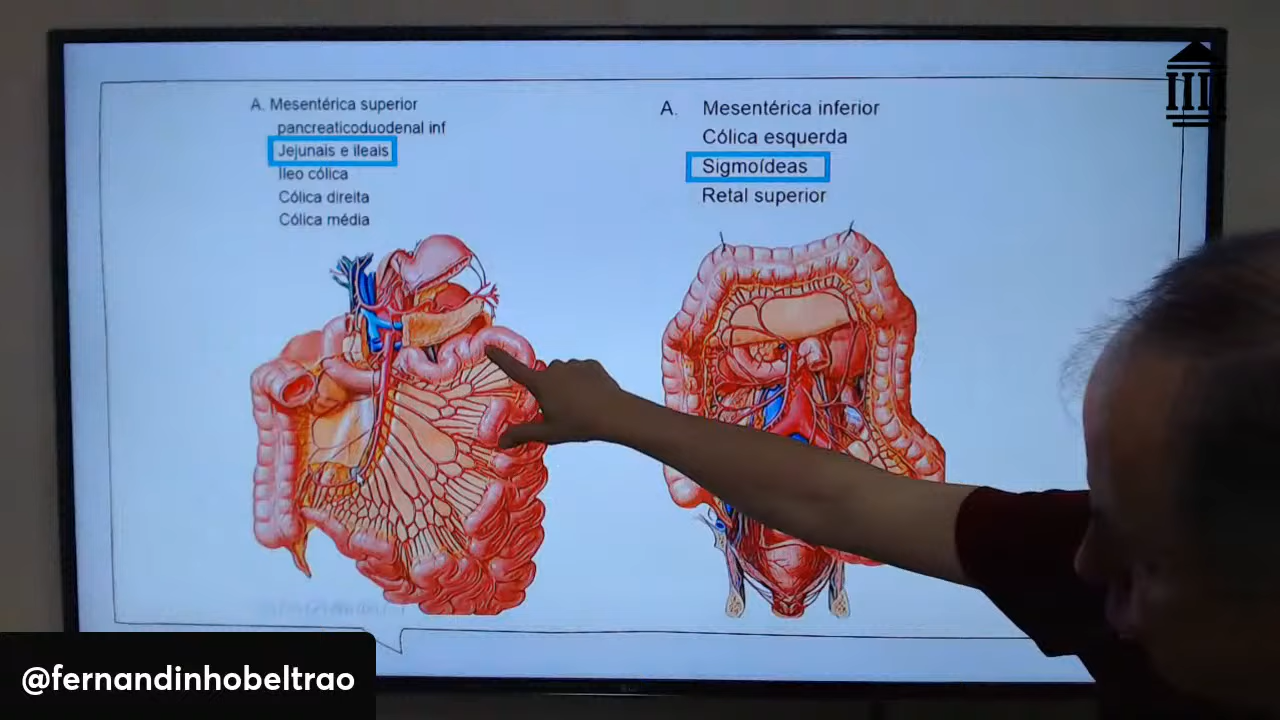 A. Mesentérica superior
pancreaticoduodenal inf
Jejunais e ileais
Íleo cólica
Cólica direita
Cólica média
A. Mesentérica inferior
Cólica esquerda
Sigmoídeas
Retal superior
@fernandinhobeltrao